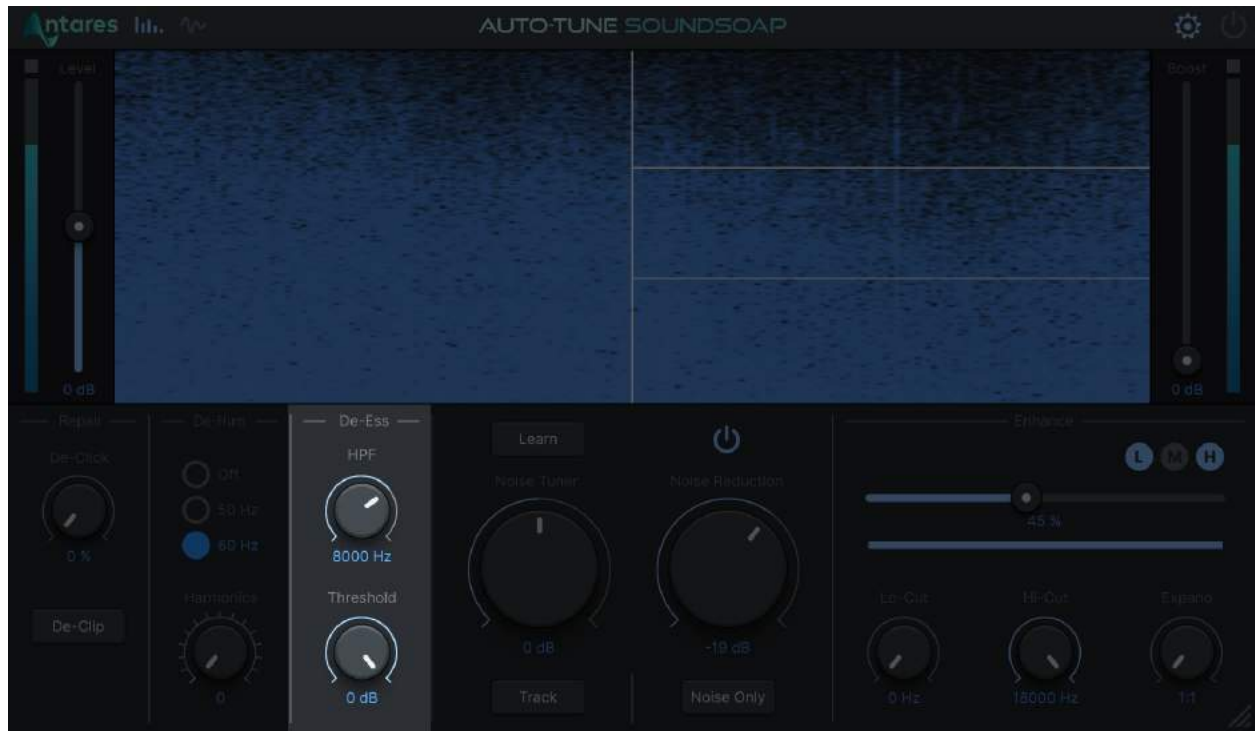 Antares
AUTO-TUNE SOUNDSOAP
Level
Boost
0 dB
0 dB
Repair
De-Hum
De-Ess
Enhance
De-Click
Off
50 Hz
60 Hz
HPF
Learn
L M H
Noise Tuner
Noise Reduction
0 %
8000 Hz
45 %
De-Clip
Harmonics
Threshold
Lo-Cut
Hi-Cut
Expand
0
0 dB
0 dB
-19 dB
Track
Noise Only
0 Hz
18000 Hz
1:1